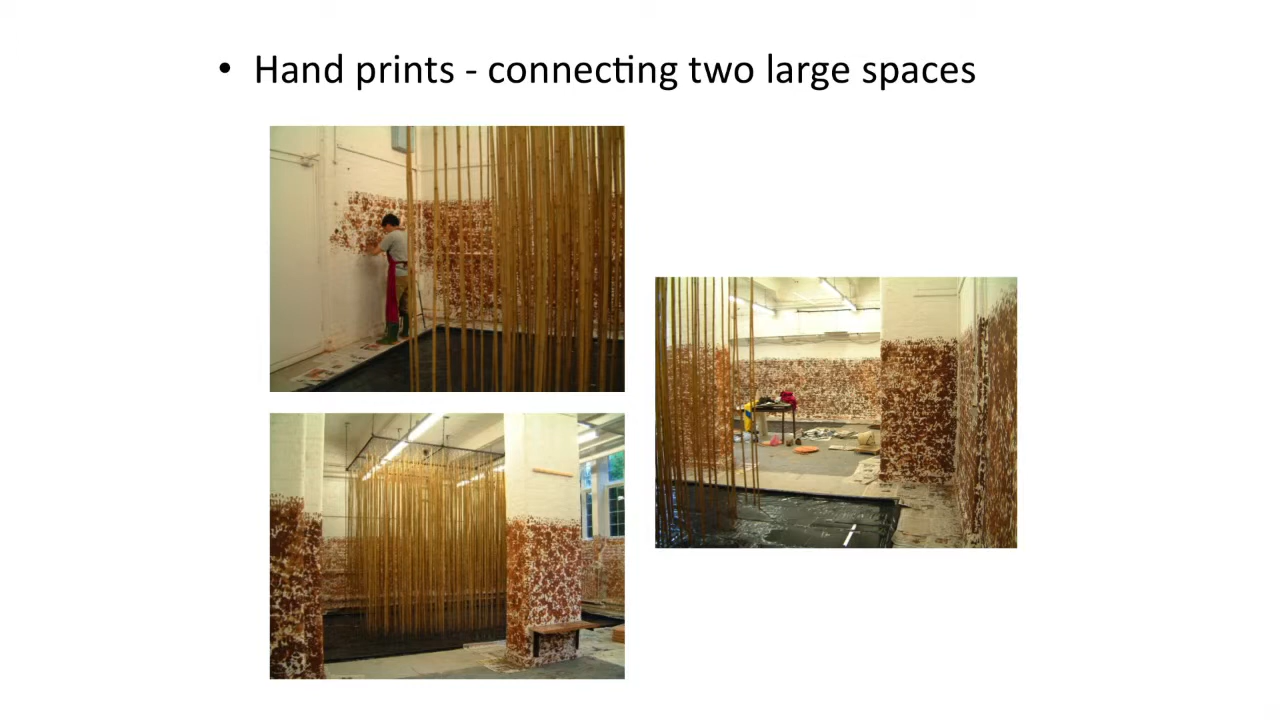 • Hand prints - connecting two large spaces